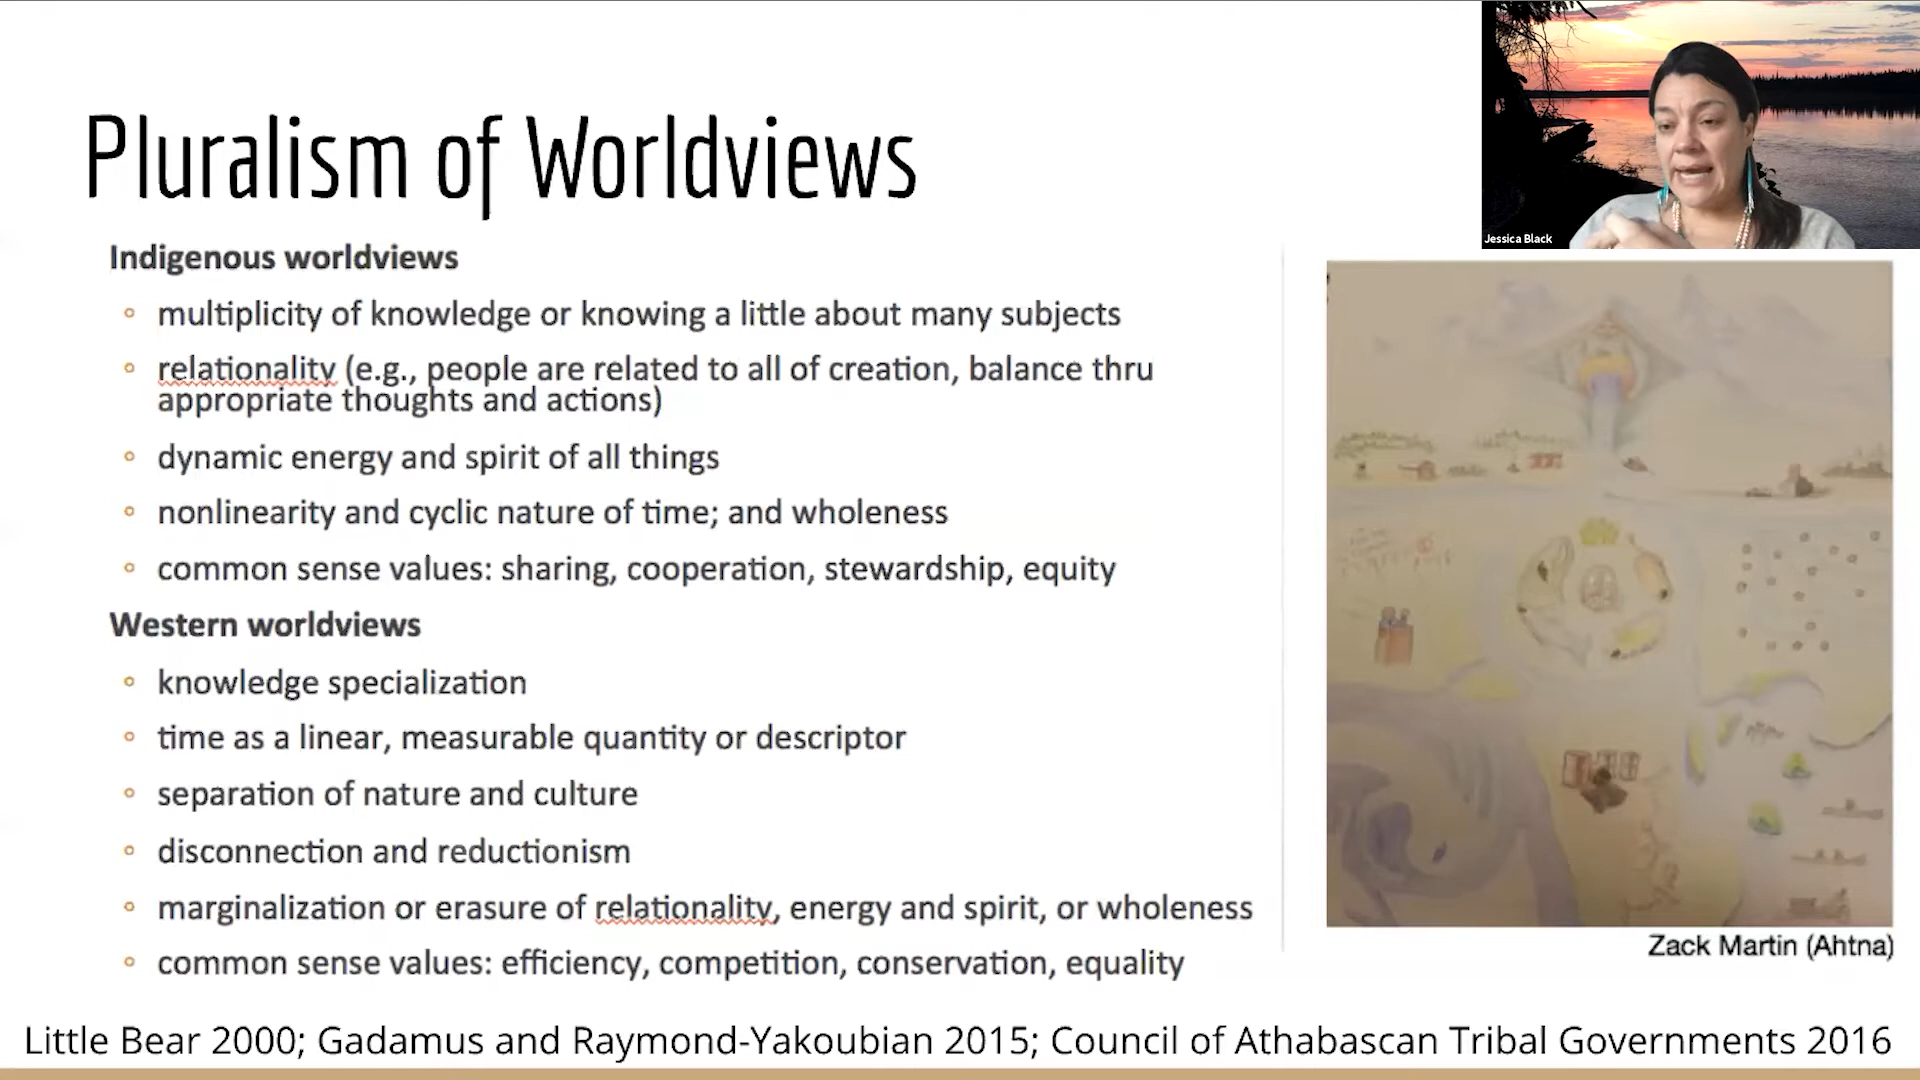 Pluralism of Worldviews
Jessica Black
Indigenous worldviews
multiplicity of knowledge or knowing a little about many subjects
relationality (e.g., people are related to all of creation, balance thru
appropriate thoughts and actions)
dynamic energy and spirit of all things
nonlinearity and cyclic nature of time; and wholeness
common sense values: sharing, cooperation, stewardship, equity
Western worldviews
knowledge specialization
time as a linear, measurable quantity or descriptor
separation of nature and culture
disconnection and reductionism
marginalization or erasure of relationality, energy and spirit, or wholeness
common sense values: efficiency, competition, conservation, equality
Zack Martin (Ahtna)
Little Bear 2000; Gadamus and Raymond-Yakoubian 2015; Council of Athabascan Tribal Governments 2016